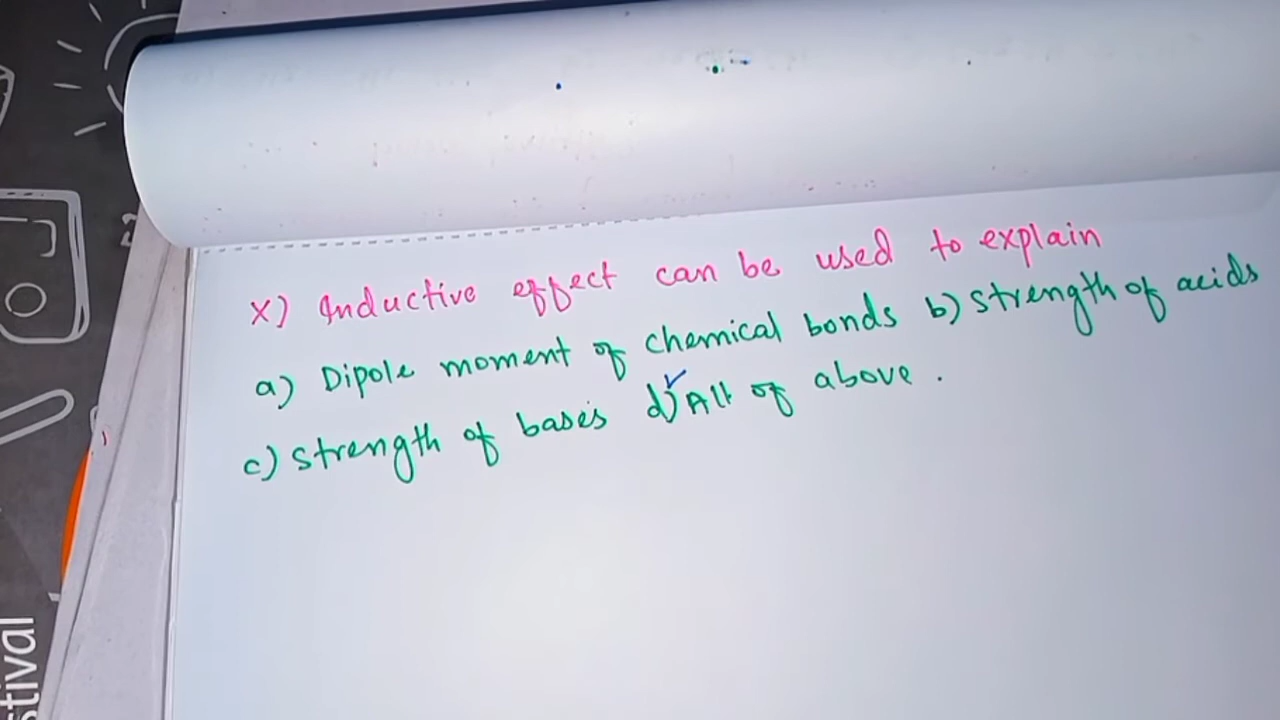 x) Inductive effect can be used to explain
a) Dipole moment of chemical bonds b) strength of acids
c) strength of bases d) All of above.
stival